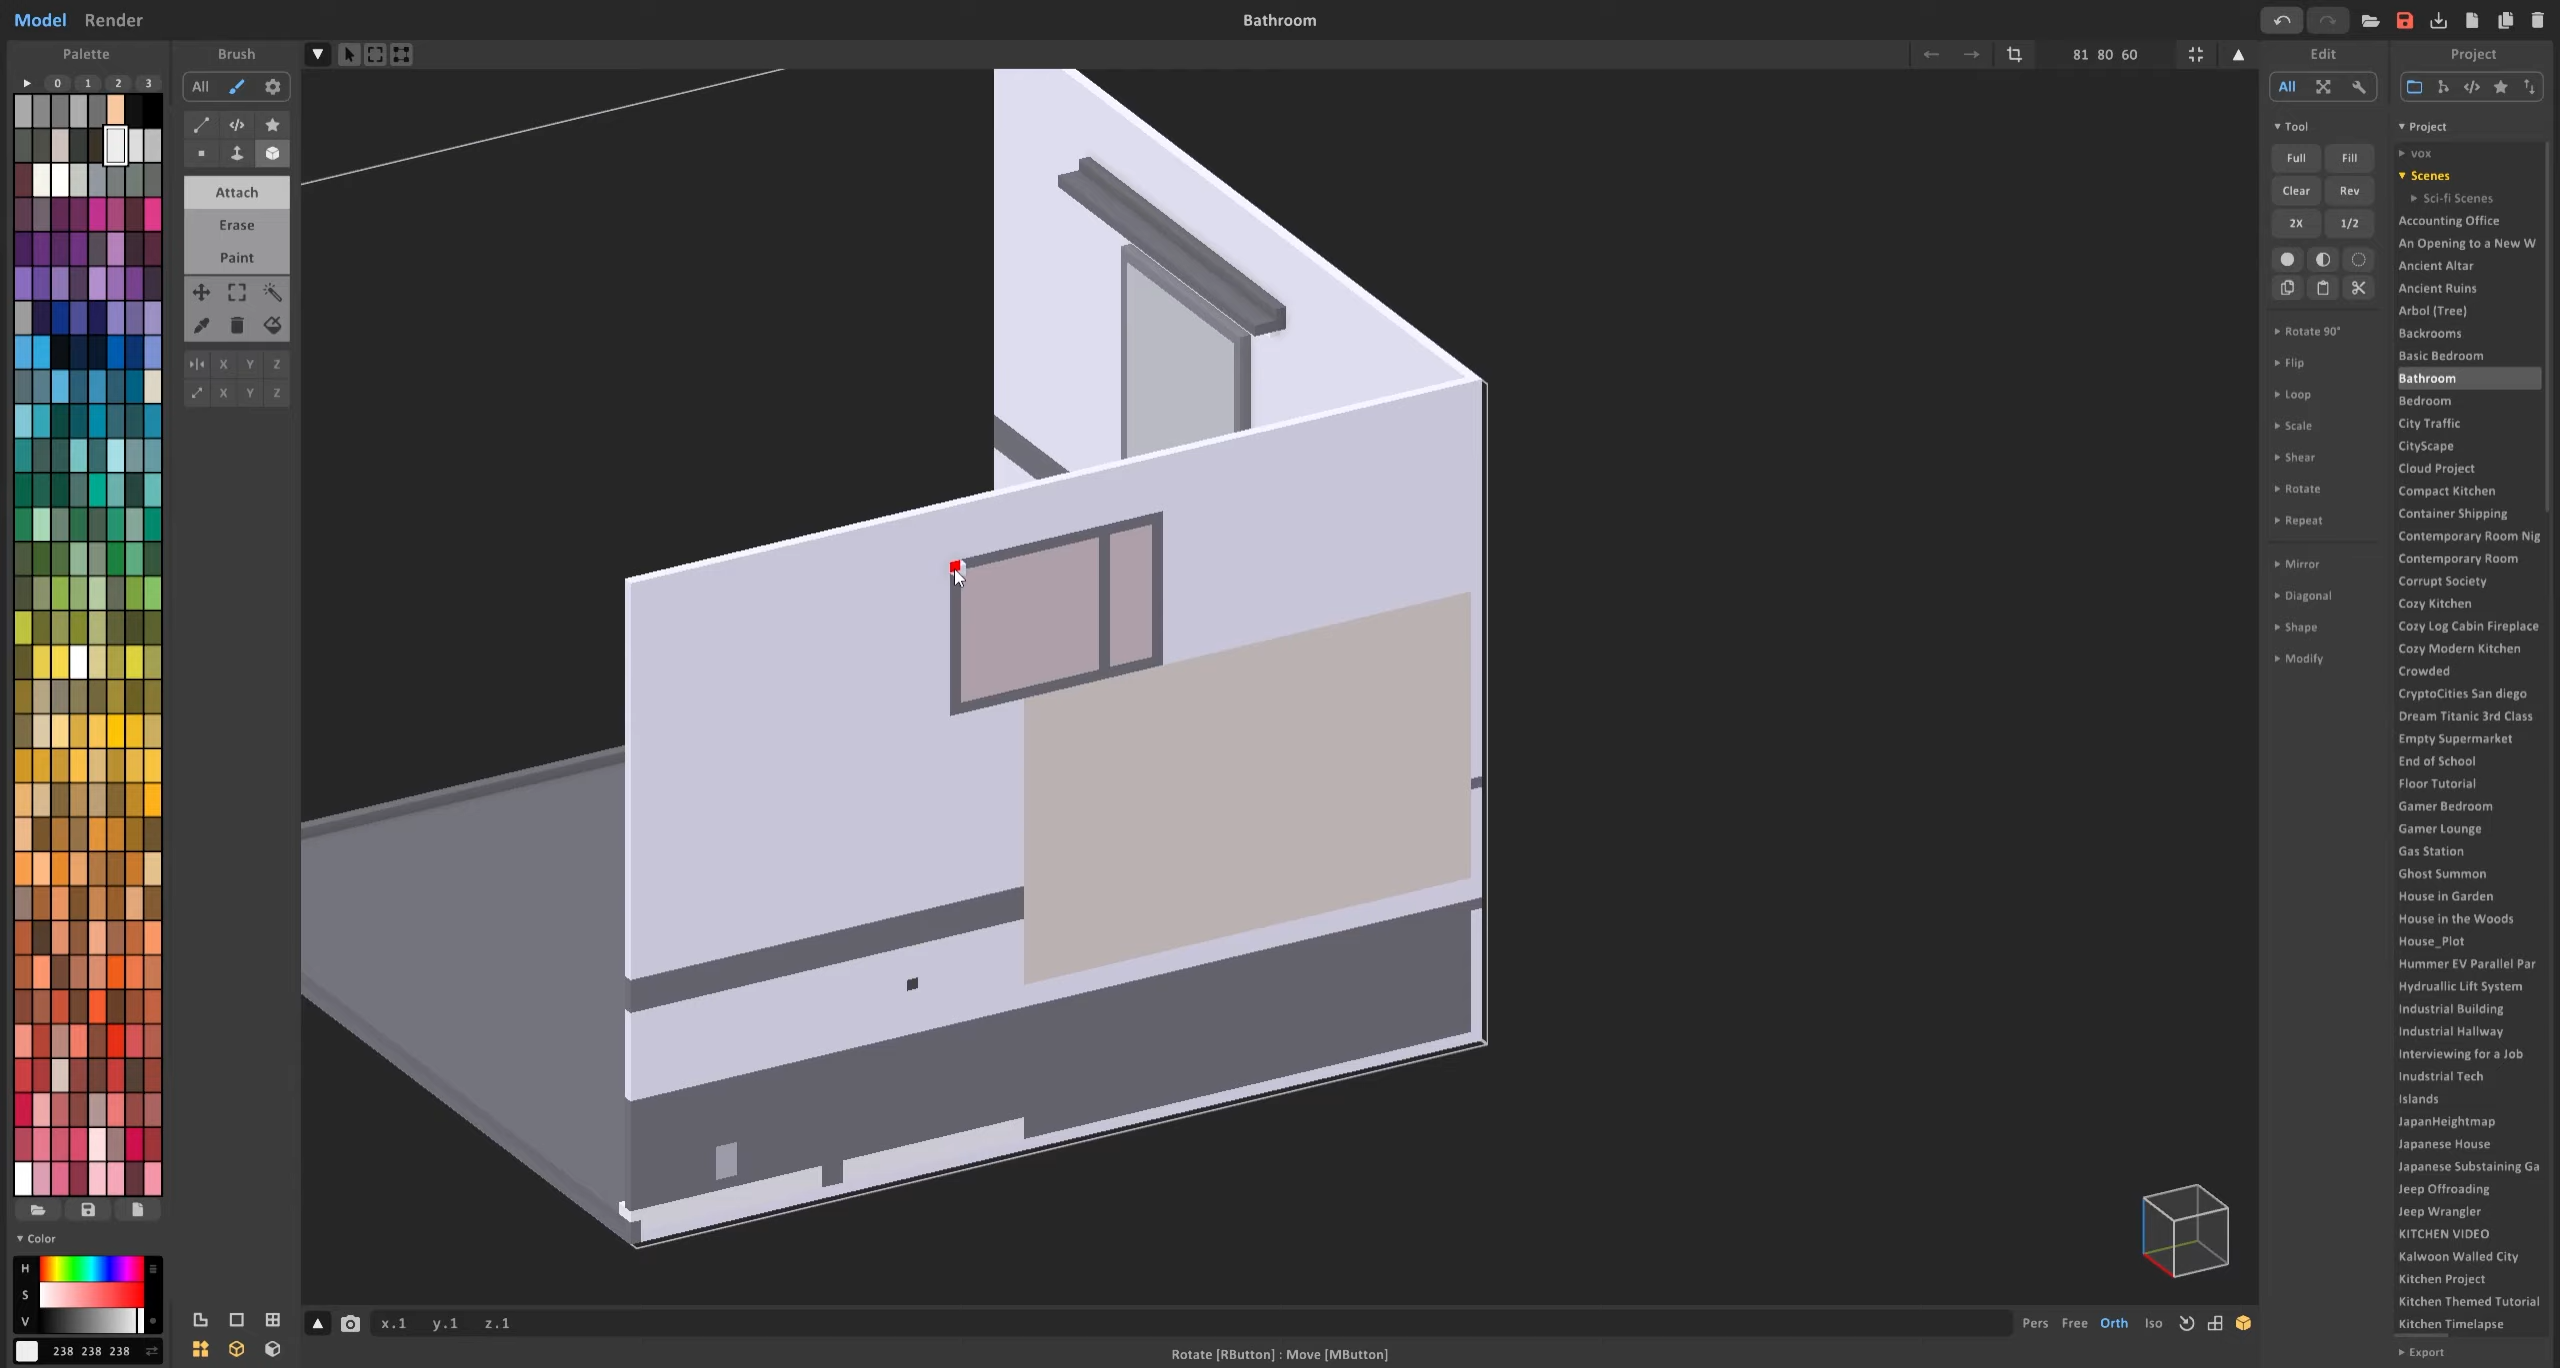 Model Render
Bathroom
Palette
Brush
81 80 60
Edit
Project
0 1 2 3
All
All
Tool
Project
Full Fill
Clear Rev
2X 1/2
Attach
Erase
Paint
X Y Z
X Y Z
Rotate 90°
Flip
Loop
Scale
Shear
Rotate
Repeat
Mirror
Diagonal
Shape
Modify
vox
Scenes
Sci-fi Scenes
Accounting Office
An Opening to a New W
Ancient Altar
Ancient Ruins
Arbol (Tree)
Backrooms
Basic Bedroom
Bathroom
Bedroom
City Traffic
CityScape
Cloud Project
Compact Kitchen
Container Shipping
Contemporary Room Nig
Contemporary Room
Corrupt Society
Cozy Kitchen
Cozy Log Cabin Fireplace
Cozy Modern Kitchen
Crowded
CryptoCities San diego
Dream Titanic 3rd Class
Empty Supermarket
End of School
Floor Tutorial
Gamer Bedroom
Gamer Lounge
Gas Station
Ghost Summon
House in Garden
House in the Woods
House_Plot
Hummer EV Parallel Par
Hydruallic Lift System
Industrial Building
Industrial Hallway
Interviewing for a Job
Inudstrial Tech
Islands
JapanHeightmap
Japanese House
Japanese Substaining Ga
Jeep Offroading
Jeep Wrangler
KITCHEN VIDEO
Kalwoon Walled City
Kitchen Project
Kitchen Themed Tutorial
Kitchen Timelapse
Export
Color
H
S
V
238 238 238
x.1 y.1 z.1
Pers Free Orth Iso
Rotate [RButton] : Move [MButton]